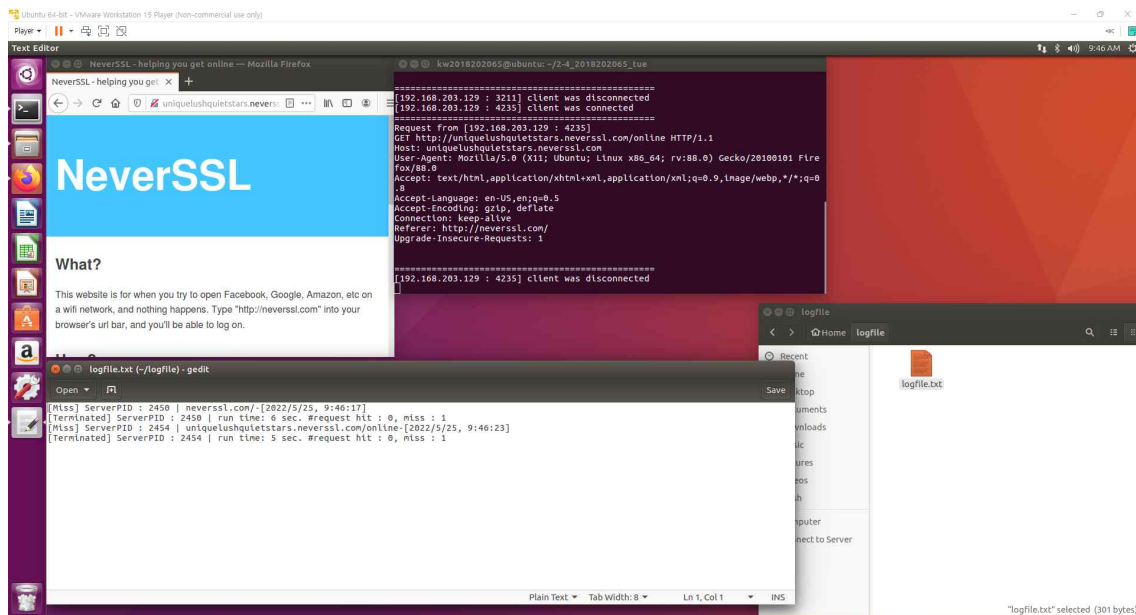 Ubuntu 64-bit - VMware Workstation 15 Player (Non-commercial use only)
Player
Text Editor
9:46 AM
NeverSSL - helping you get online — Mozilla Firefox
NeverSSL - helping you get
uniquelushquietstars.nevers
NeverSSL
What?
This website is for when you try to open Facebook, Google, Amazon, etc on
a wifi network, and nothing happens. Type "http://neverssl.com" into your
browser's url bar, and you'll be able to log on.
kw2018202065@ubuntu: ~/2-4_2018202065_tue
=================================================
[192.168.203.129 : 3211] client was disconnected
[192.168.203.129 : 4235] client was connected
=================================================
Request from [192.168.203.129 : 4235]
GET http://uniquelushquietstars.neverssl.com/online HTTP/1.1
Host: uniquelushquietstars.neverssl.com
User-Agent: Mozilla/5.0 (X11; Ubuntu; Linux x86_64; rv:88.0) Gecko/20100101 Fire
fox/88.0
Accept: text/html,application/xhtml+xml,application/xml;q=0.9,image/webp,*/*;q=0
.8
Accept-Language: en-US,en;q=0.5
Accept-Encoding: gzip, deflate
Connection: keep-alive
Referer: http://neverssl.com/
Upgrade-Insecure-Requests: 1
=================================================
[192.168.203.129 : 4235] client was disconnected
logfile
Home logfile
Recent
logfile.txt
ktop
uments
wnloads
sic
ures
eos
sh
mputer
nnect to Server
"logfile.txt" selected (301 bytes)
logfile.txt (~/logfile) - gedit
Open
Save
[Miss] ServerPID : 2450 | neverssl.com/-[2022/5/25, 9:46:17]
[Terminated] ServerPID : 2450 | run time: 6 sec. #request hit : 0, miss : 1
[Miss] ServerPID : 2454 | uniquelushquietstars.neverssl.com/online-[2022/5/25, 9:46:23]
[Terminated] ServerPID : 2454 | run time: 5 sec. #request hit : 0, miss : 1
Plain Text Tab Width: 8 Ln 1, Col 1 INS